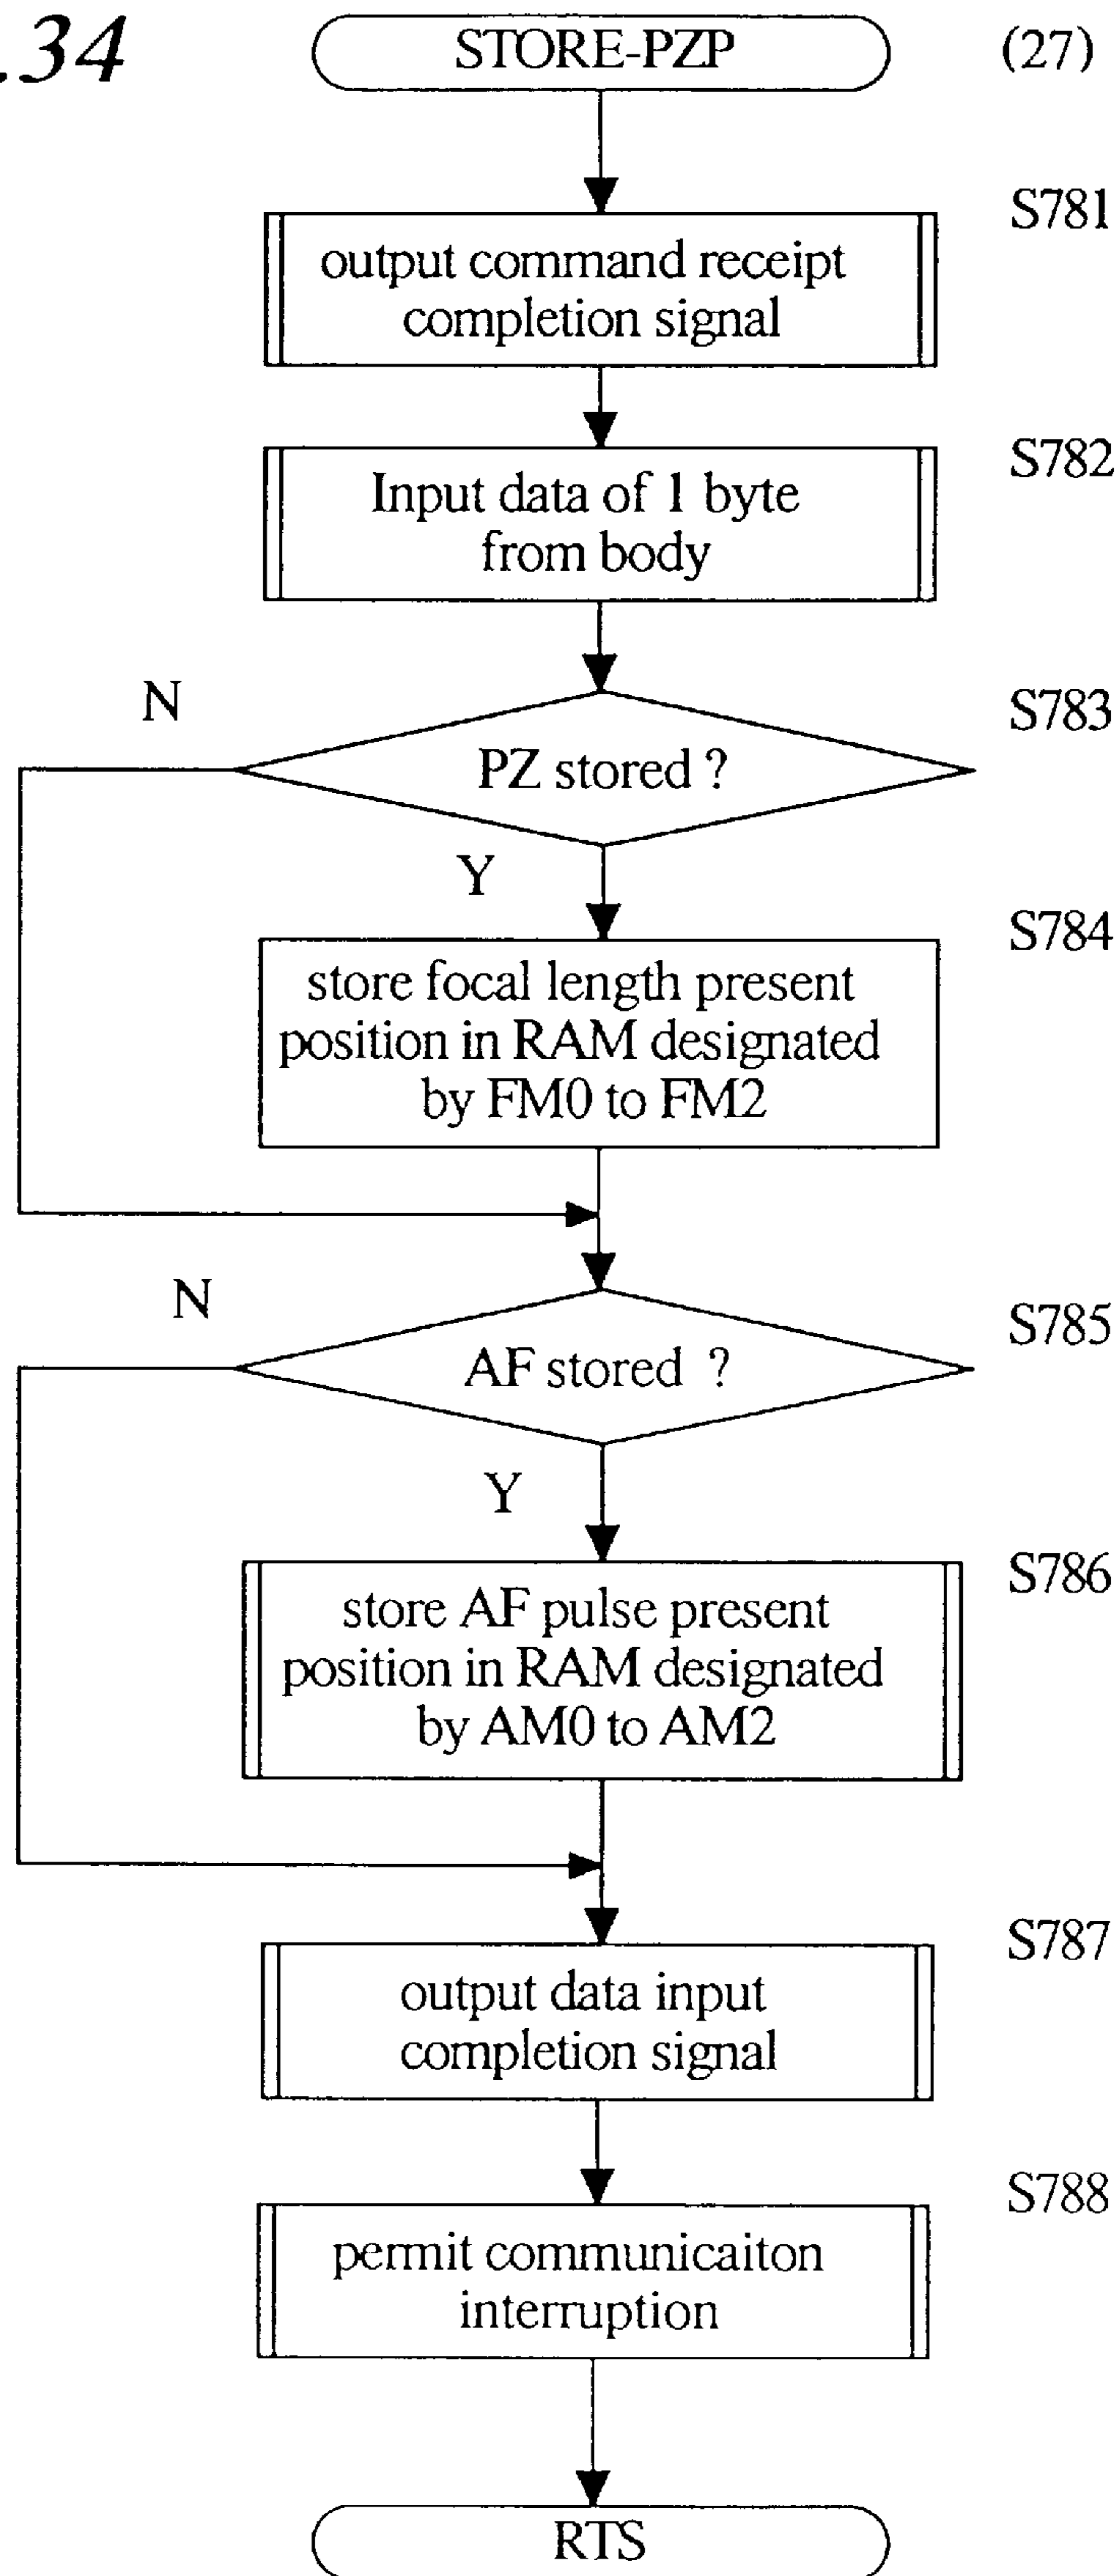 .34
STORE-PZP
(27)
S781
output command receipt
completion signal
S782
Input data of 1 byte
from body
S783
N
PZ stored ?
Y
S784
store focal length present
position in RAM designated
by FM0 to FM2
S785
N
AF stored ?
Y
S786
store AF pulse present
position in RAM designated
by AM0 to AM2
S787
output data input
completion signal
S788
permit communicaiton
interruption
RTS